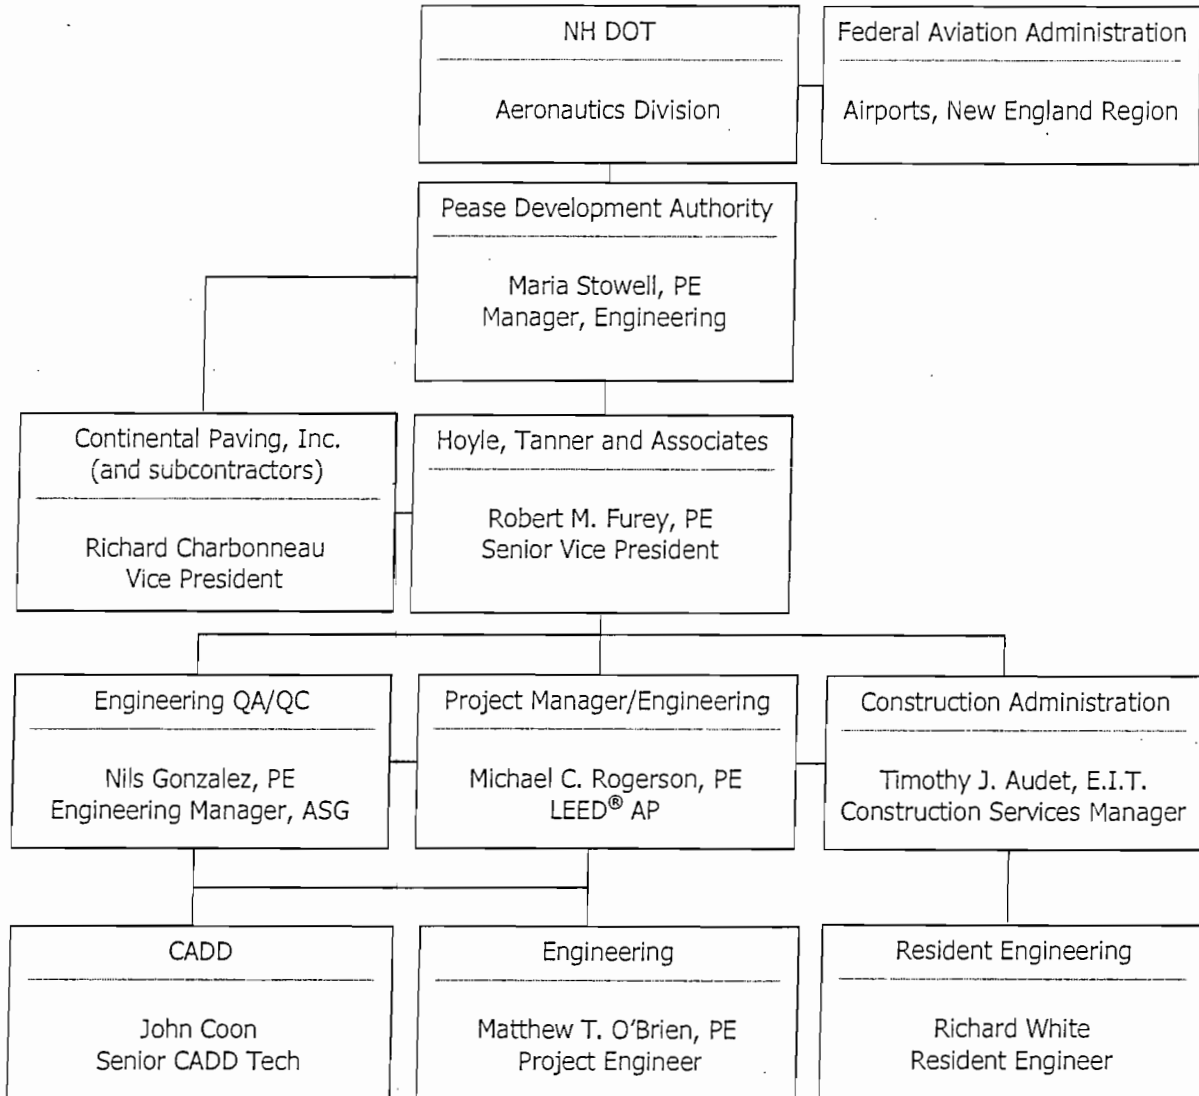 NH DOT
Aeronautics Division
Federal Aviation Administration
Airports, New England Region
Pease Development Authority
Maria Stowell, PE
Manager, Engineering
Continental Paving, Inc.
(and subcontractors)
Richard Charbonneau
Vice President
Hoyle, Tanner and Associates
Robert M. Furey, PE
Senior Vice President
Engineering QA/QC
Nils Gonzalez, PE
Engineering Manager, ASG
Project Manager/Engineering
Michael C. Rogerson, PE
LEED® AP
Construction Administration
Timothy J. Audet, E.I.T.
Construction Services Manager
CADD
John Coon
Senior CADD Tech
Engineering
Matthew T. O'Brien, PE
Project Engineer
Resident Engineering
Richard White
Resident Engineer